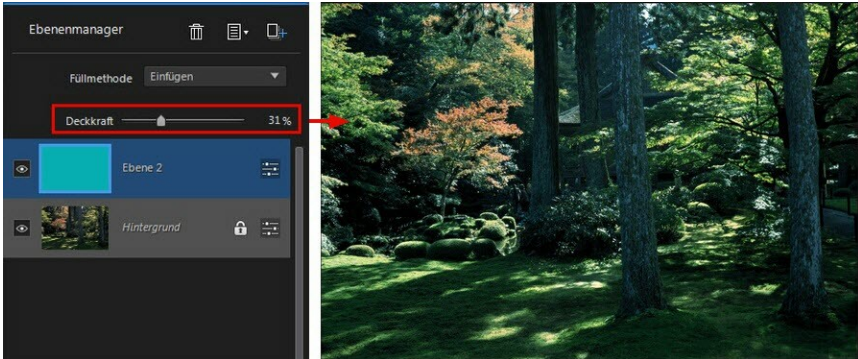 Ebenenmanager
Füllmethode Einfügen
Deckkraft 31%
Ebene 2
Hintergrund